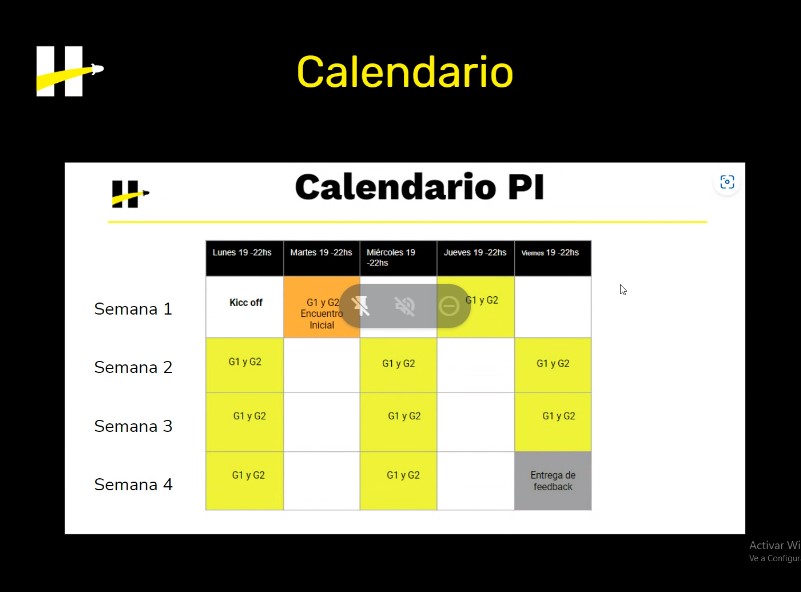 Calendario
Calendario PI
Lunes 19 -22hs
Martes 19 -22hs
Miércoles 19
-22hs
Jueves 19 -22hs
Viernes 19 -22hs
Semana 1
Kicc off
G1 y G2
Encuentro
Inicial
G1 y G2
Semana 2
G1 y G2
G1 y G2
G1 y G2
Semana 3
G1 y G2
G1 y G2
G1 y G2
Semana 4
G1 y G2
G1 y G2
Entrega de
feedback
Activar Wi
Ve a Configur